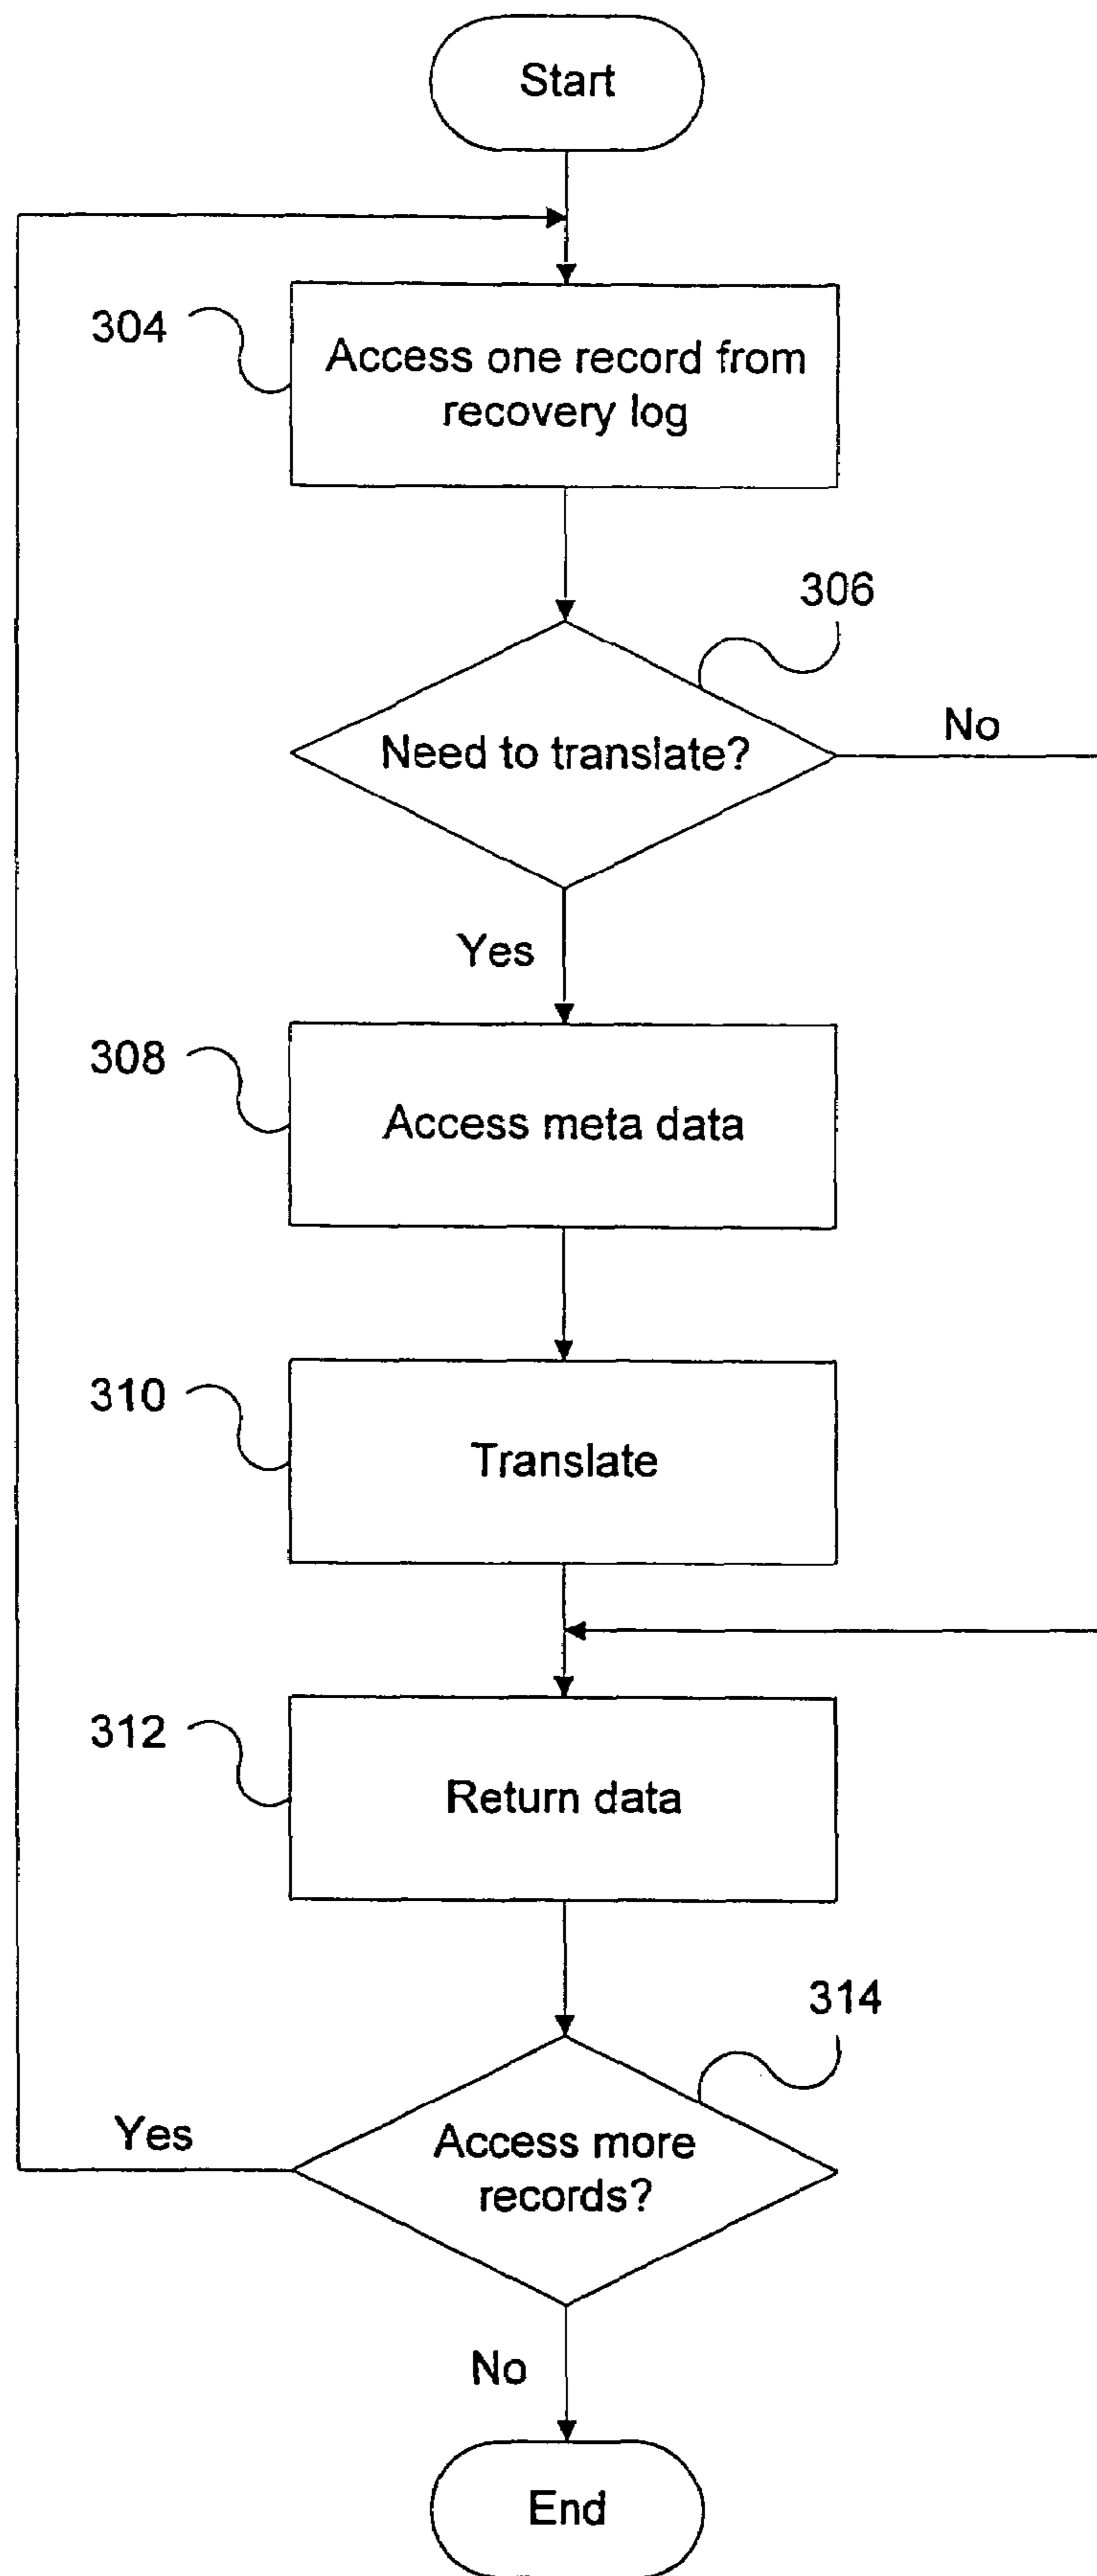 Start
304
Access one record from
recovery log
306
Need to translate?
No
Yes
308
Access meta data
310
Translate
312
Return data
314
Access more
records?
Yes
No
End